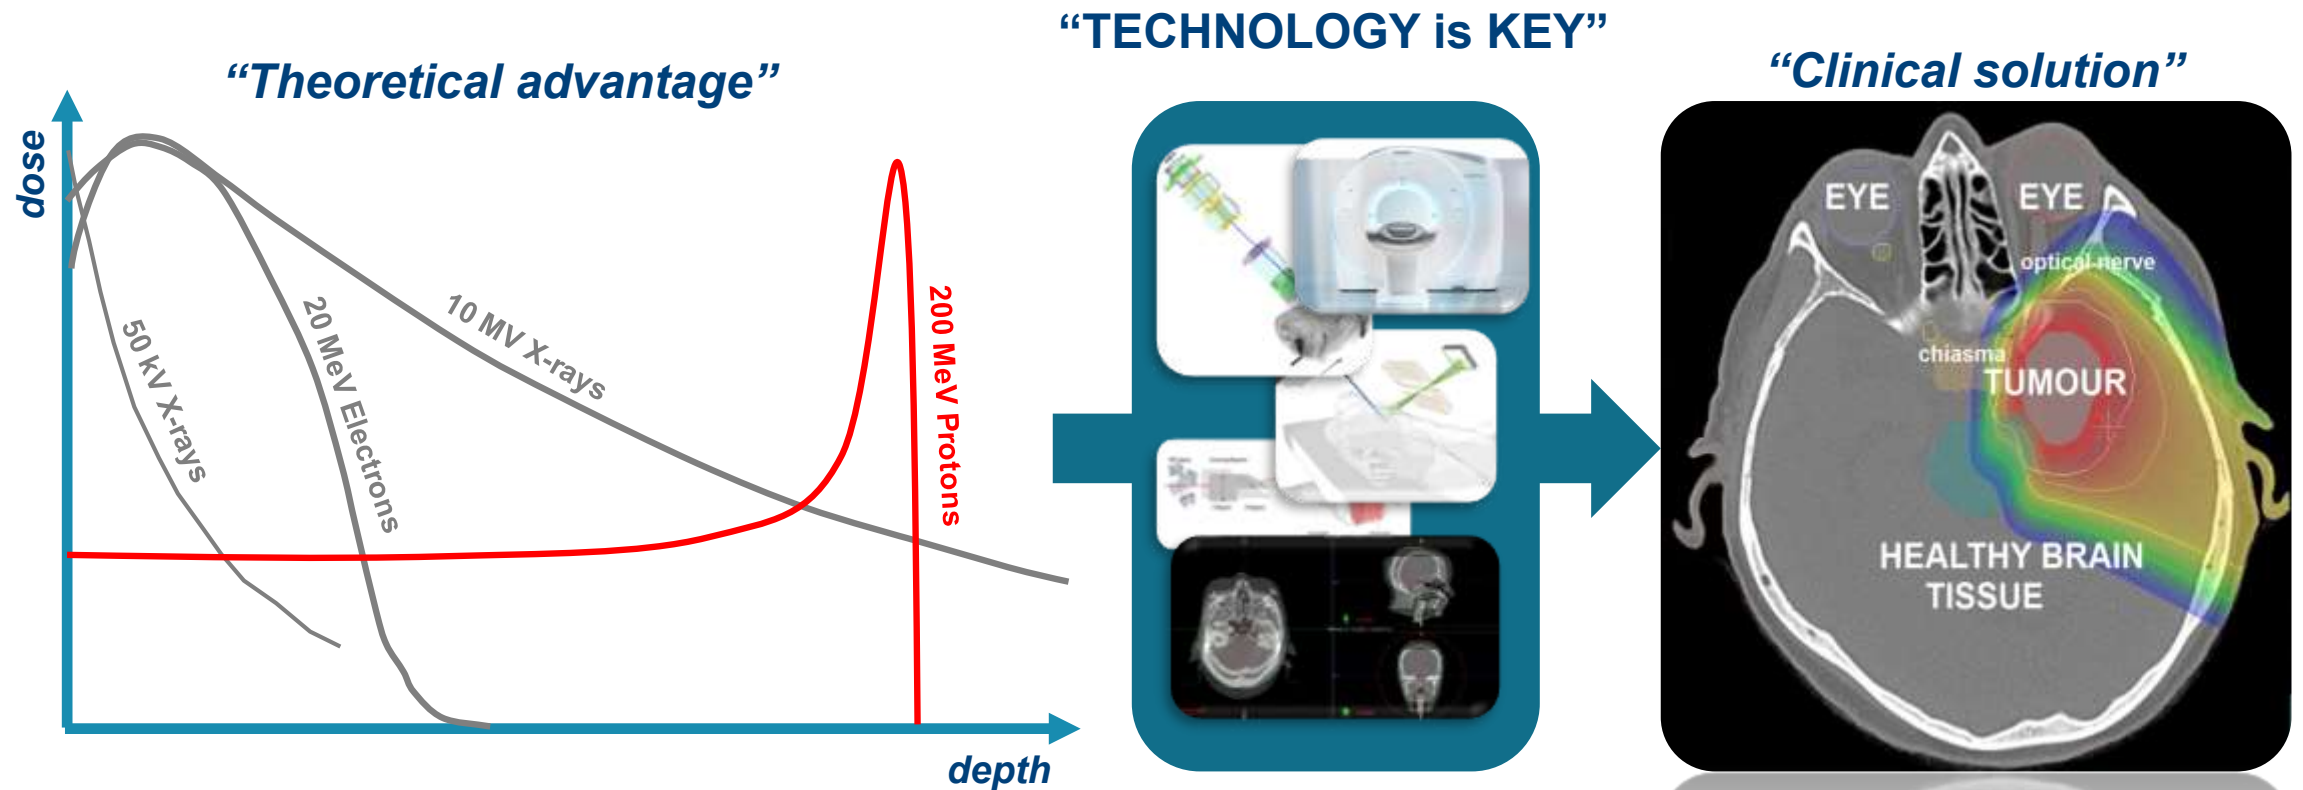 “TECHNOLOGY is KEY”
“Theoretical advantage”
“Clinical solution”
dose
50 kV X-rays
20 MeV Electrons
10 MV X-rays
200 MeV Protons
depth
EYE
EYE
optical nerve
chiasma
TUMOUR
HEALTHY BRAIN
TISSUE